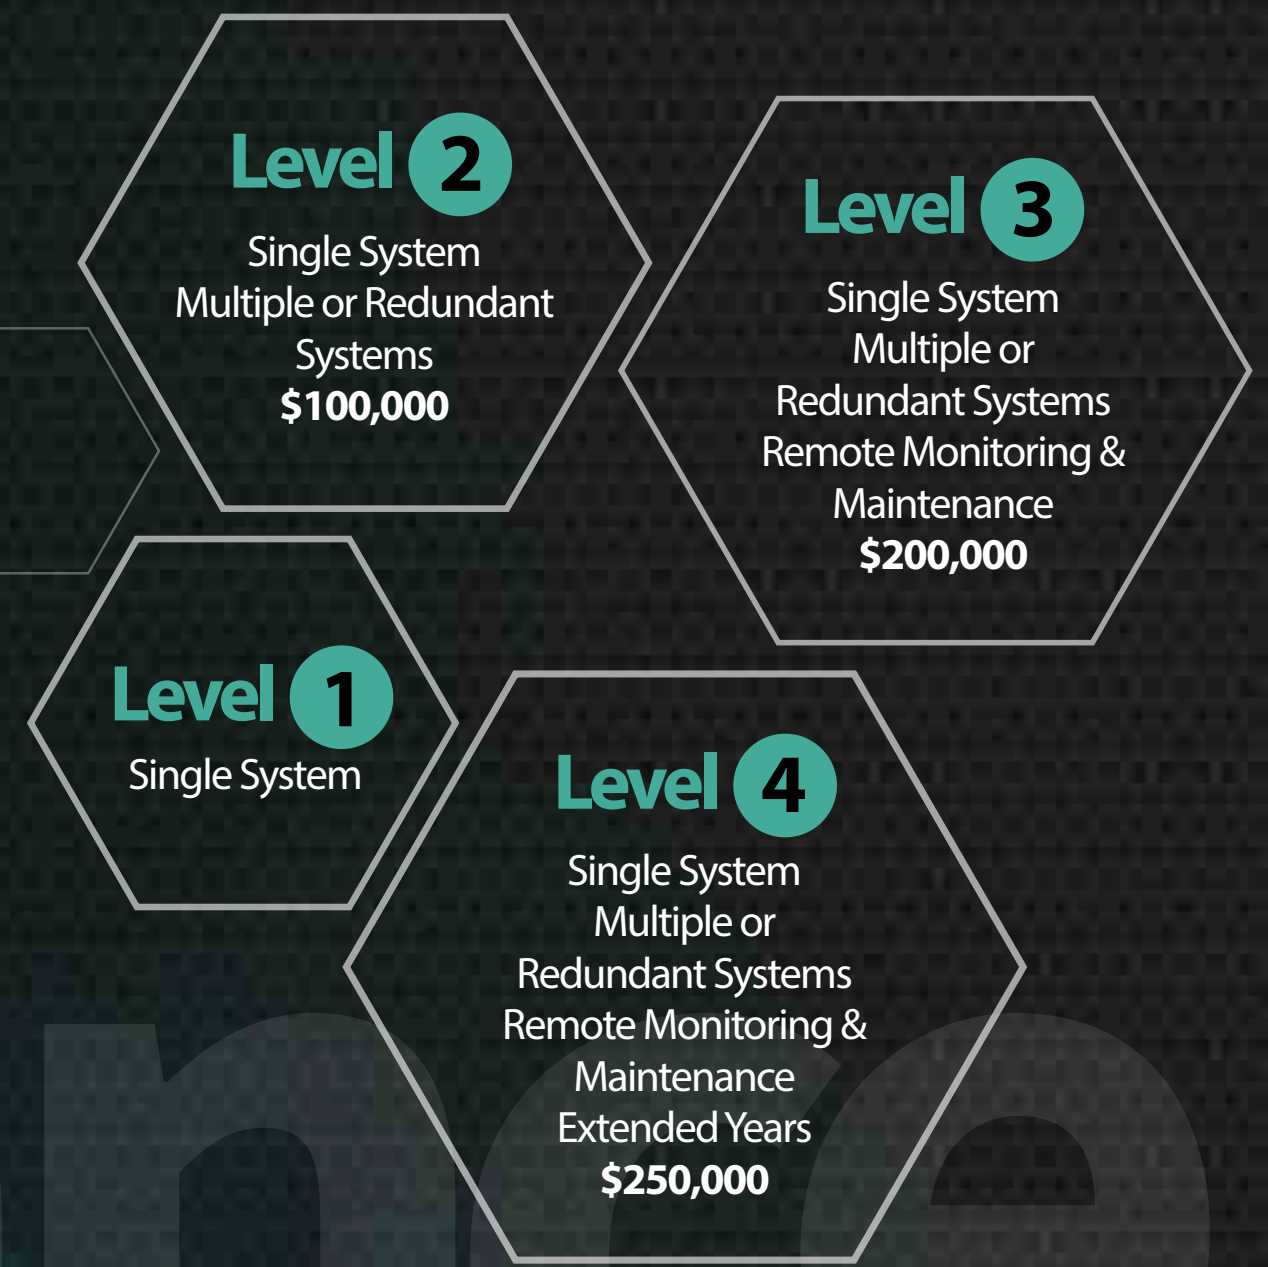 Level 2
Single System
Multiple or Redundant
Systems
$100,000
Level 3
Single System
Multiple or
Redundant Systems
Remote Monitoring &
Maintenance
$200,000
Level 1
Single System
Level 4
Single System
Multiple or
Redundant Systems
Remote Monitoring &
Maintenance
Extended Years
$250,000